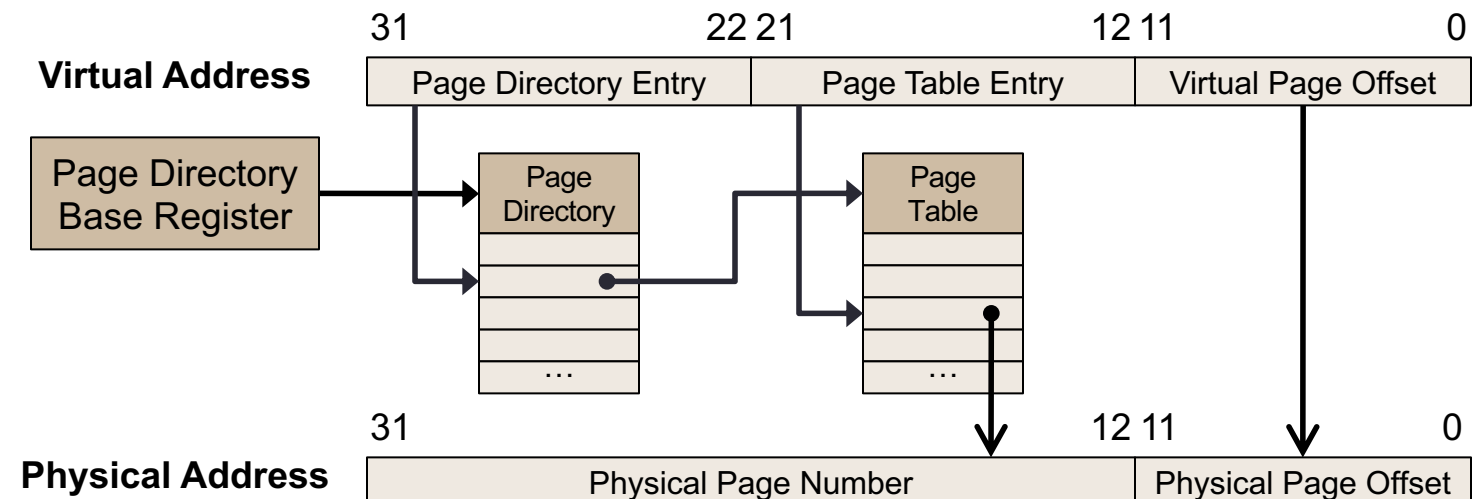 31 22 21 12 11 0
Virtual Address
Page Directory Entry Page Table Entry Virtual Page Offset
Page Directory
Base Register
Page
Directory
...
Page
Table
...
31 12 11 0
Physical Address
Physical Page Number Physical Page Offset